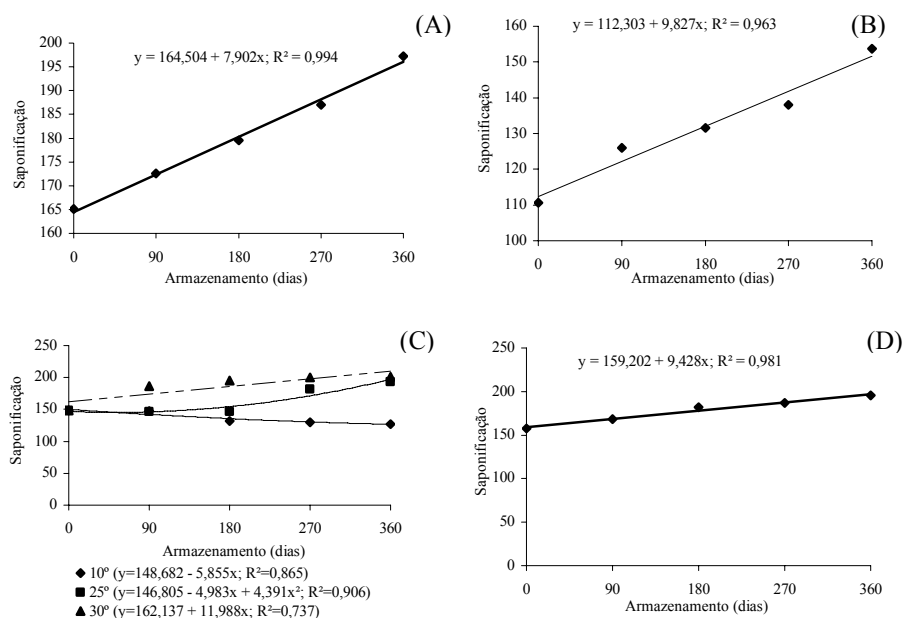 (A)
y = 164,504 + 7,902x; R² = 0,994
Saponificação
200
195
190
185
180
175
170
165
160
0 90 180 270 360
Armazenamento (dias)
(B)
y = 112,303 + 9,827x; R² = 0,963
Saponificação
160
150
140
130
120
110
100
0 90 180 270 360
Armazenamento (dias)
(C)
Saponificação
250
200
150
100
50
0
0 90 180 270 360
Armazenamento (dias)
10º (y=148,682 - 5,855x; R²=0,865)
25º (y=146,805 - 4,983x + 4,391x²; R²=0,906)
30º (y=162,137 + 11,988x; R²=0,737)
(D)
y = 159,202 + 9,428x; R² = 0,981
Saponificação
250
200
150
100
50
0
0 90 180 270 360
Armazenamento (dias)